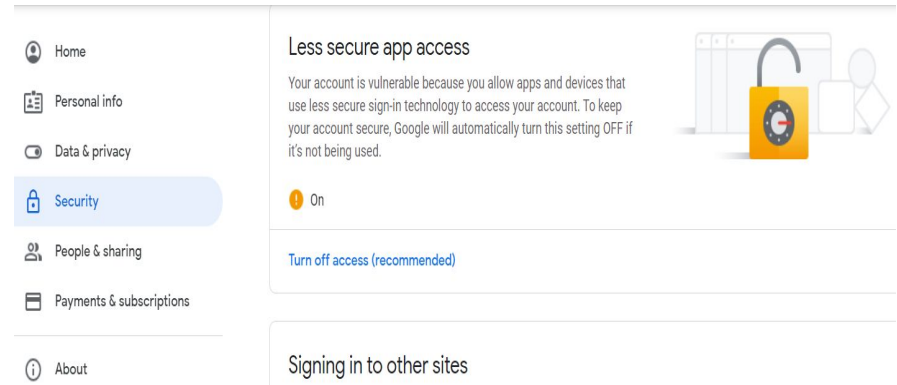 Home
Personal info
Data & privacy
Security
People & sharing
Payments & subscriptions
About
Less secure app access
Your account is vulnerable because you allow apps and devices that
use less secure sign-in technology to access your account. To keep
your account secure, Google will automatically turn this setting OFF if
it's not being used.
On
Turn off access (recommended)
Signing in to other sites